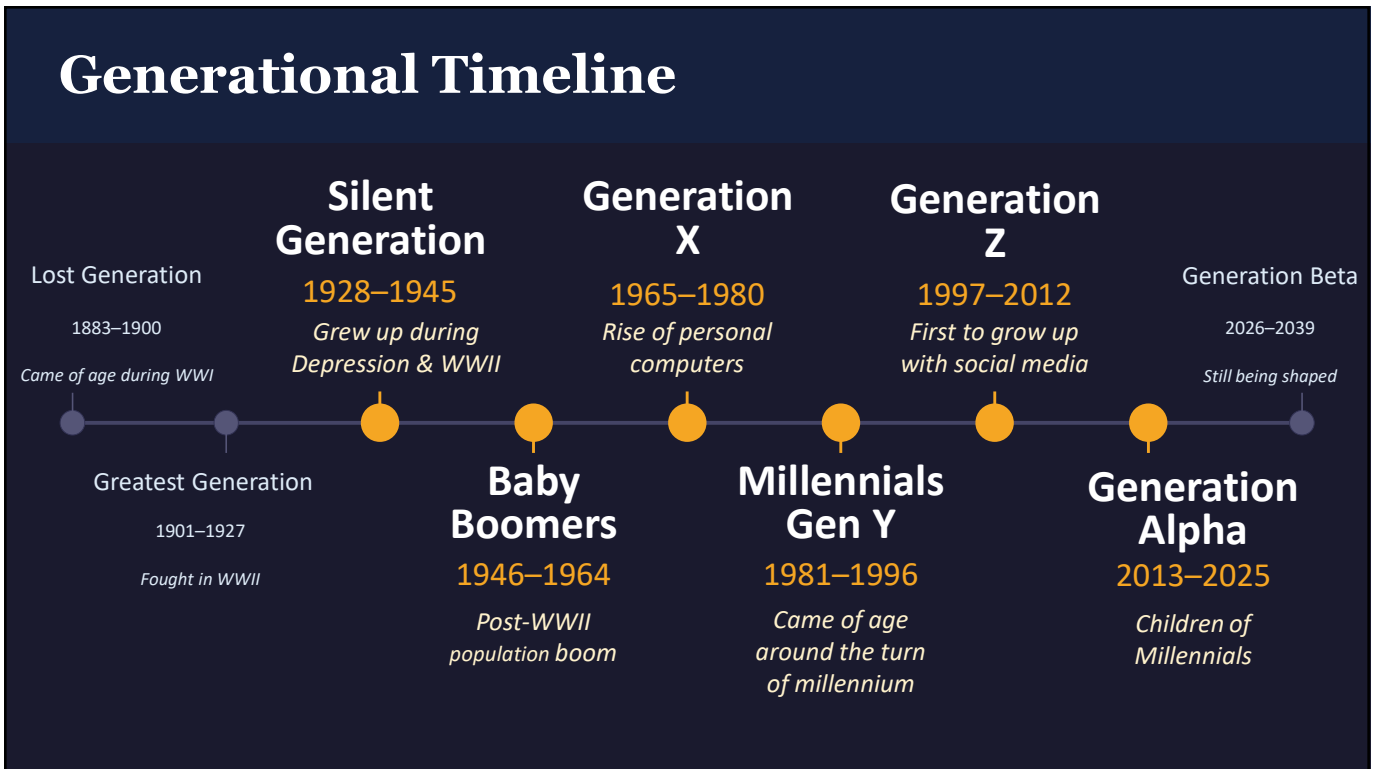 Generational Timeline
Lost Generation
1883–1900
Came of age during WWI
Greatest Generation
1901–1927
Fought in WWII
Silent
Generation
1928–1945
Grew up during
Depression & WWII
Baby
Boomers
1946–1964
Post-WWII
population boom
Generation
X
1965–1980
Rise of personal
computers
Millennials
Gen Y
1981–1996
Came of age
around the turn
of millennium
Generation
Z
1997–2012
First to grow up
with social media
Generation
Alpha
2013–2025
Children of
Millennials
Generation Beta
2026–2039
Still being shaped